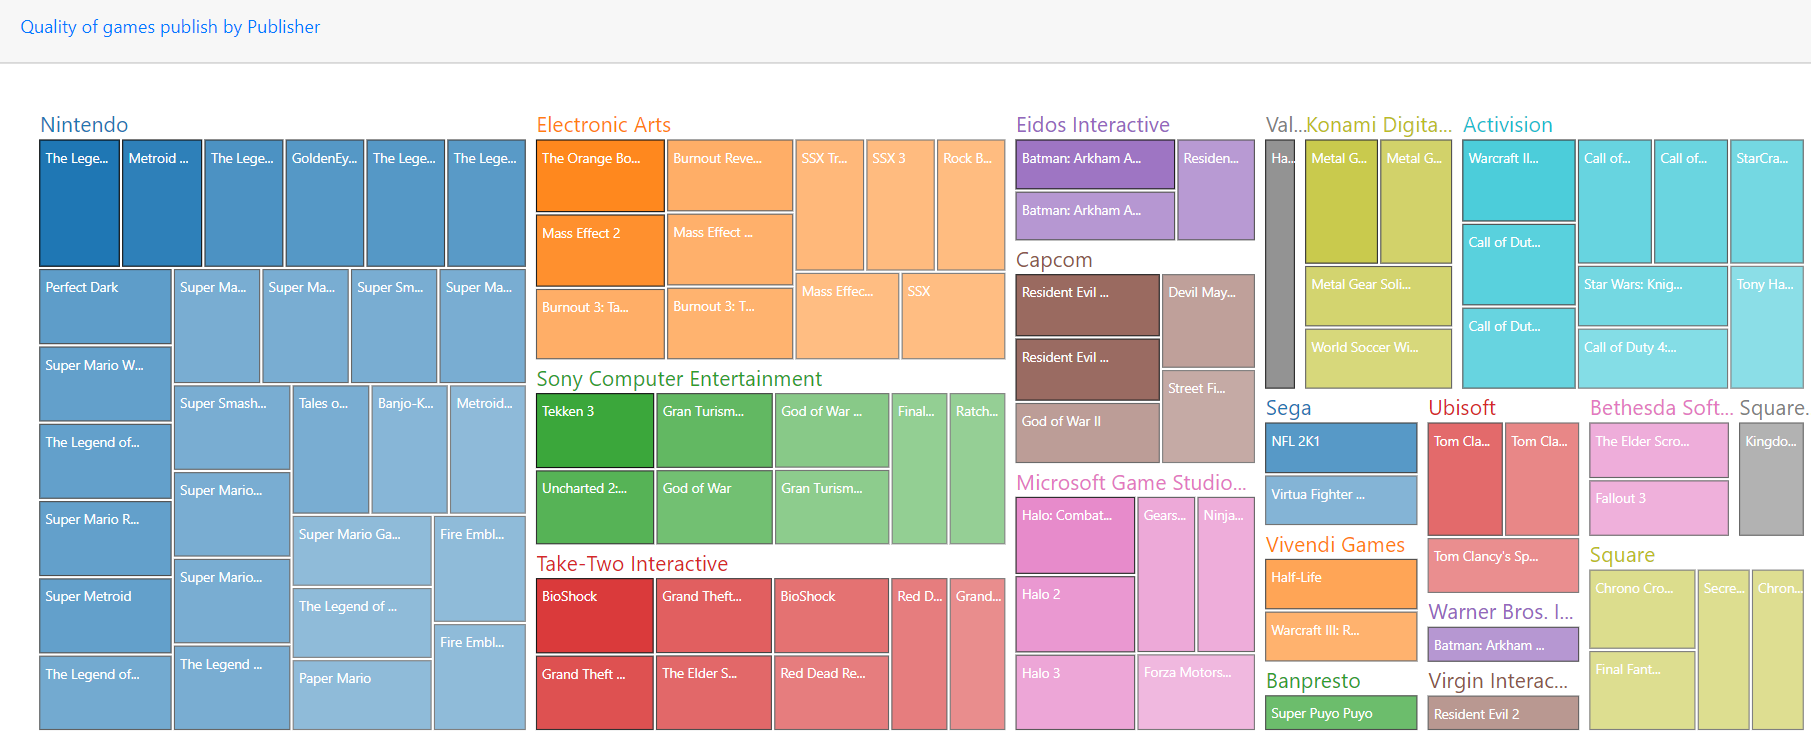 Quality of games publish by Publisher
Nintendo
The Lege...
Metroid ...
The Lege...
GoldenEy...
The Lege...
The Lege...
Perfect Dark
Super Ma...
Super Ma...
Super Sm...
Super Ma...
Super Mario W...
The Legend of...
Super Mario R...
Super Metroid
The Legend of...
Super Smash...
Tales o...
Banjo-K...
Metroid...
Super Mario...
Super Mario...
The Legend ...
Super Mario Ga...
Fire Embl...
The Legend of ...
Paper Mario
Fire Embl...
Electronic Arts
The Orange Bo...
Burnout Reve...
SSX Tr...
SSX 3
Rock B...
Mass Effect 2
Mass Effect ...
Burnout 3: Ta...
Burnout 3: T...
Mass Effec...
SSX
Sony Computer Entertainment
Tekken 3
Gran Turism...
God of War ...
Final...
Ratch...
Uncharted 2:...
God of War
Gran Turism...
Take-Two Interactive
BioShock
Grand Theft...
BioShock
Red D...
Grand...
Grand Theft ...
The Elder S...
Red Dead Re...
Eidos Interactive
Batman: Arkham A...
Residen...
Batman: Arkham A...
Capcom
Resident Evil ...
Devil May...
Resident Evil ...
Street Fi...
God of War II
Microsoft Game Studio...
Halo: Combat...
Gears...
Ninja...
Halo 2
Halo 3
Forza Motors...
Val...
Ha...
Konami Digita...
Metal G...
Metal G...
Metal Gear Soli...
World Soccer Wi...
Activision
Warcraft II...
Call of...
Call of...
StarCra...
Call of Dut...
Star Wars: Knig...
Tony Ha...
Call of Dut...
Call of Duty 4:...
Sega
NFL 2K1
Virtua Fighter ...
Vivendi Games
Half-Life
Warcraft III: R...
Banpresto
Super Puyo Puyo
Ubisoft
Tom Cla...
Tom Cla...
Tom Clancy's Sp...
Warner Bros. I...
Batman: Arkham ...
Virgin Interac...
Resident Evil 2
Bethesda Soft...
The Elder Scro...
Fallout 3
Square...
Kingdo...
Square
Chrono Cro...
Secre...
Chron...
Final Fant...